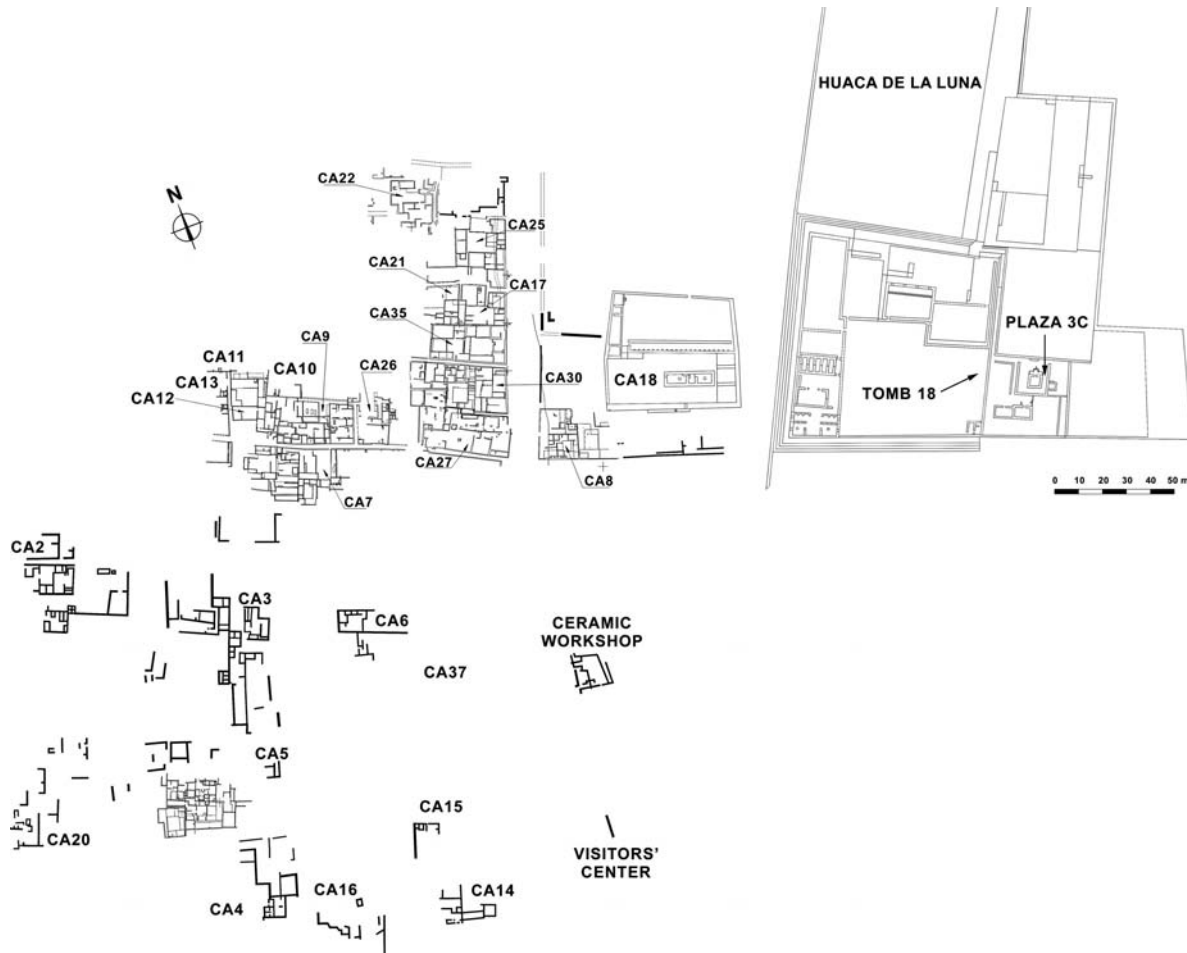 HUACA DE LA LUNA
N
CA22
CA25
CA21
CA17
CA35
CA9
PLAZA 3C
CA11
CA10
CA26
CA30
CA18
CA13
CA12
TOMB 18
CA27
CA8
CA7
0 10 20 30 40 50 m
CA2
CA3
CA6
CERAMIC
WORKSHOP
CA37
CA5
CA15
CA20
VISITORS'
CENTER
CA16
CA14
CA4